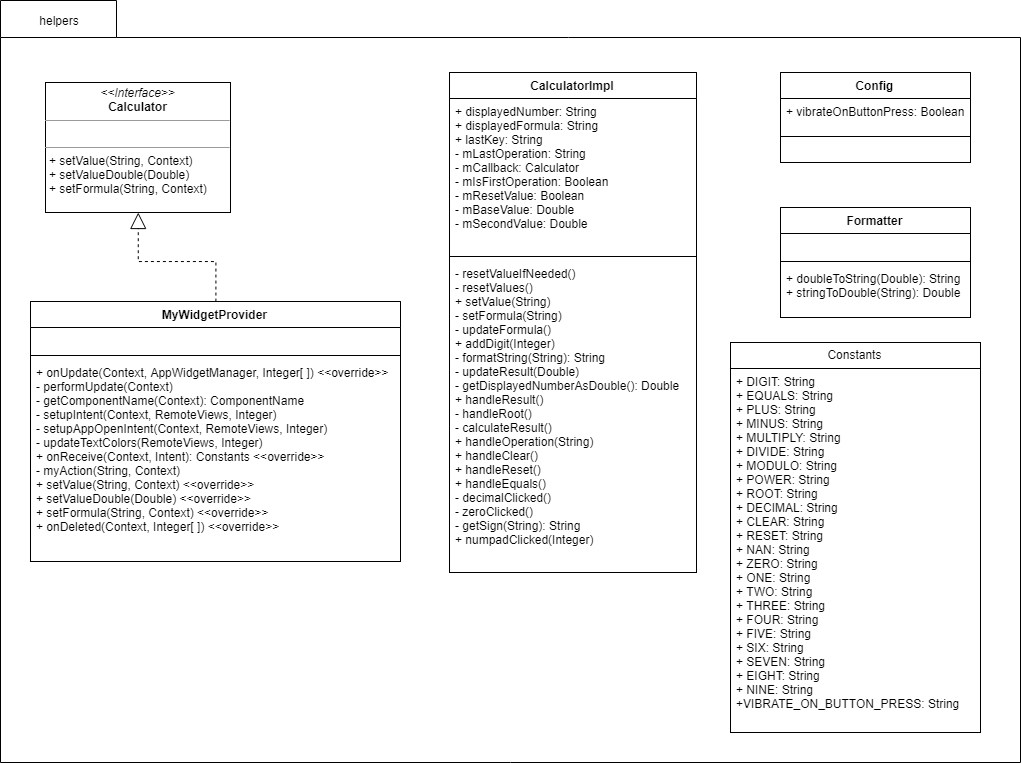 helpers
<<Interface>>
Calculator
+ setValue(String, Context)
+ setValueDouble(Double)
+ setFormula(String, Context)
MyWidgetProvider
+ onUpdate(Context, AppWidgetManager, Integer[ ]) <<override>>
- performUpdate(Context)
- getComponentName(Context): ComponentName
- setupIntent(Context, RemoteViews, Integer)
- setupAppOpenIntent(Context, RemoteViews, Integer)
- updateTextColors(RemoteViews, Integer)
+ onReceive(Context, Intent): Constants <<override>>
- myAction(String, Context)
+ setValue(String, Context) <<override>>
+ setValueDouble(Double) <<override>>
+ setFormula(String, Context) <<override>>
+ onDeleted(Context, Integer[ ]) <<override>>
CalculatorImpl
+ displayedNumber: String
+ displayedFormula: String
+ lastKey: String
- mLastOperation: String
- mCallback: Calculator
- mIsFirstOperation: Boolean
- mResetValue: Boolean
- mBaseValue: Double
- mSecondValue: Double
- resetValueIfNeeded()
- resetValues()
+ setValue(String)
- setFormula(String)
- updateFormula()
+ addDigit(Integer)
- formatString(String): String
- updateResult(Double)
- getDisplayedNumberAsDouble(): Double
+ handleResult()
- handleRoot()
- calculateResult()
+ handleOperation(String)
+ handleClear()
+ handleReset()
+ handleEquals()
- decimalClicked()
- zeroClicked()
- getSign(String): String
+ numpadClicked(Integer)
Config
+ vibrateOnButtonPress: Boolean
Formatter
+ doubleToString(Double): String
+ stringToDouble(String): Double
Constants
+ DIGIT: String
+ EQUALS: String
+ PLUS: String
+ MINUS: String
+ MULTIPLY: String
+ DIVIDE: String
+ MODULO: String
+ POWER: String
+ ROOT: String
+ DECIMAL: String
+ CLEAR: String
+ RESET: String
+ NAN: String
+ ZERO: String
+ ONE: String
+ TWO: String
+ THREE: String
+ FOUR: String
+ FIVE: String
+ SIX: String
+ SEVEN: String
+ EIGHT: String
+ NINE: String
+VIBRATE_ON_BUTTON_PRESS: String